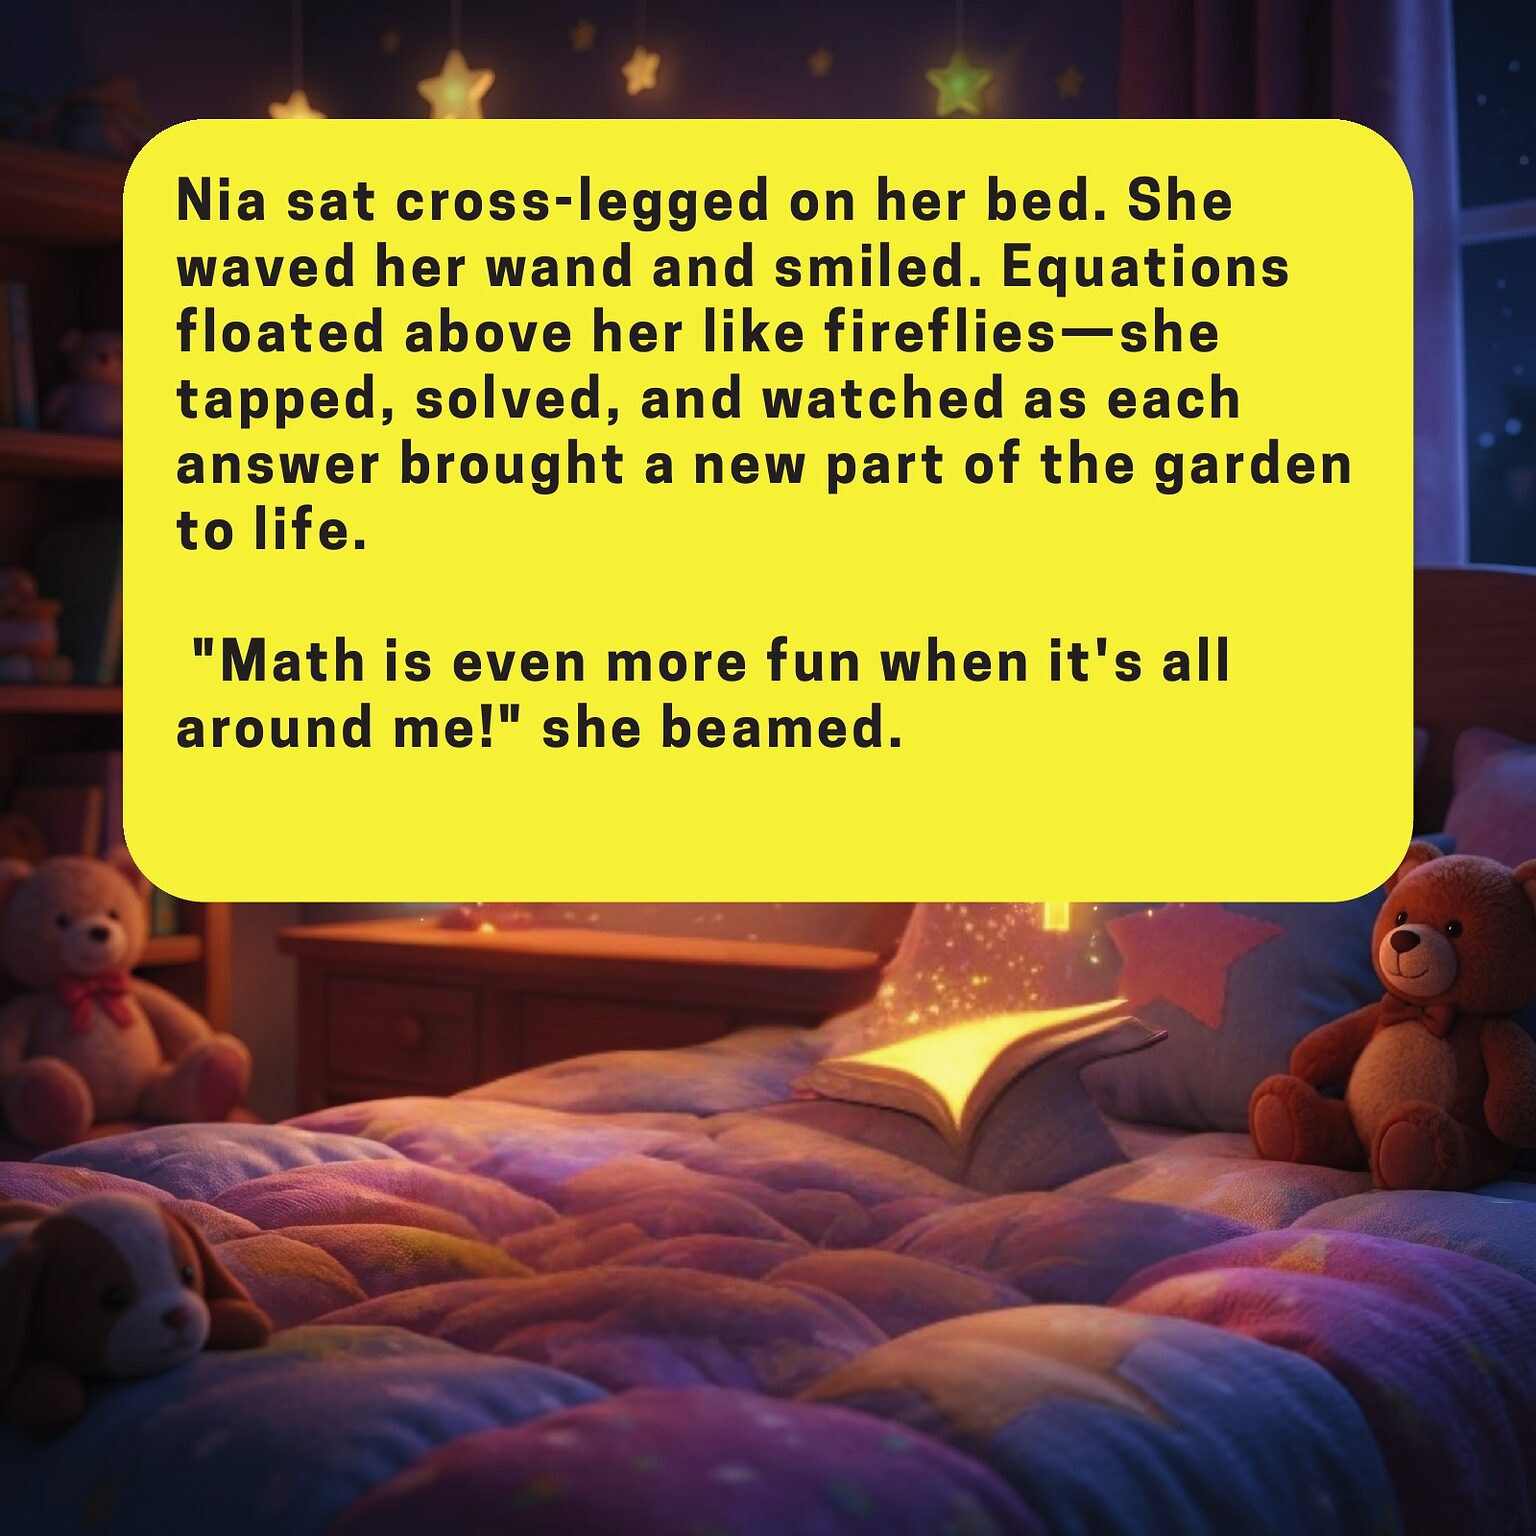 Nia sat cross-legged on her bed. She
waved her wand and smiled. Equations
floated above her like fireflies—she
tapped, solved, and watched as each
answer brought a new part of the garden
to life.
"Math is even more fun when it's all
around me!" she beamed.